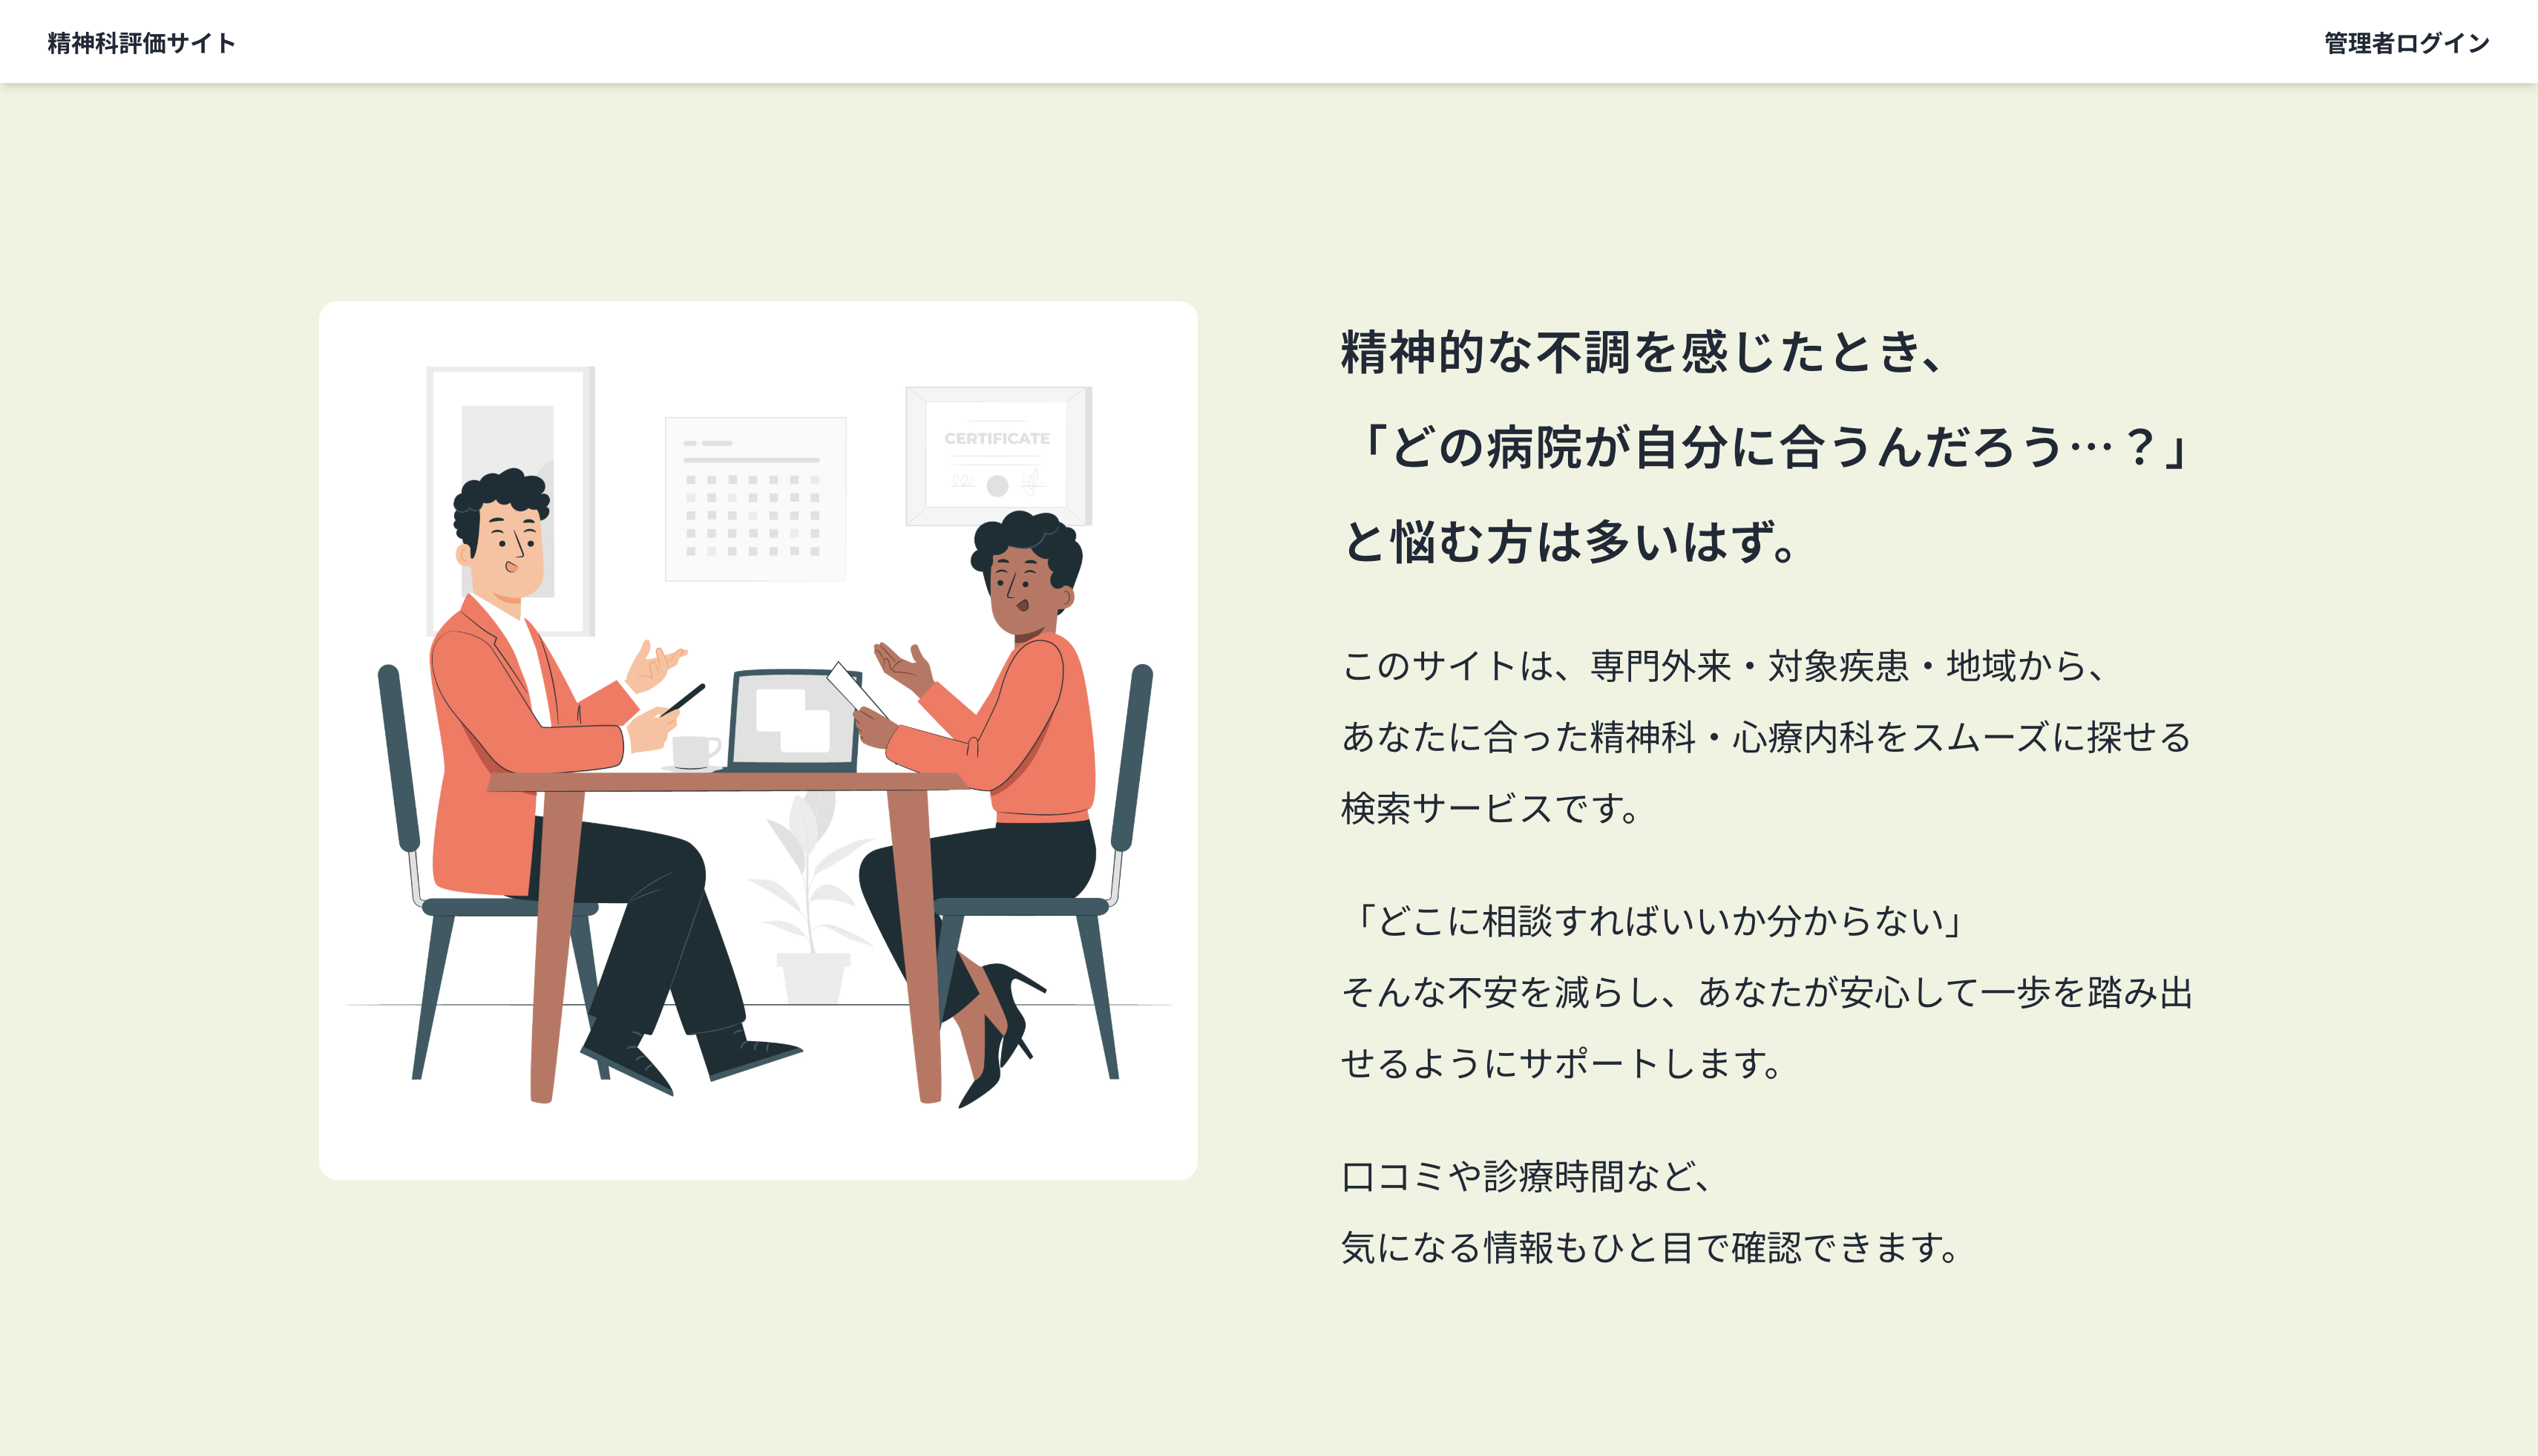 精神科評価サイト
管理者ログイン
CERTIFICATE
精神的な不調を感じたとき、
「どの病院が自分に合うんだろう…？」
と悩む方は多いはず。
このサイトは、専門外来・対象疾患・地域から、
あなたに合った精神科・心療内科をスムーズに探せる
検索サービスです。
「どこに相談すればいいか分からない」
そんな不安を減らし、あなたが安心して一歩を踏み出
せるようにサポートします。
口コミや診療時間など、
気になる情報もひと目で確認できます。